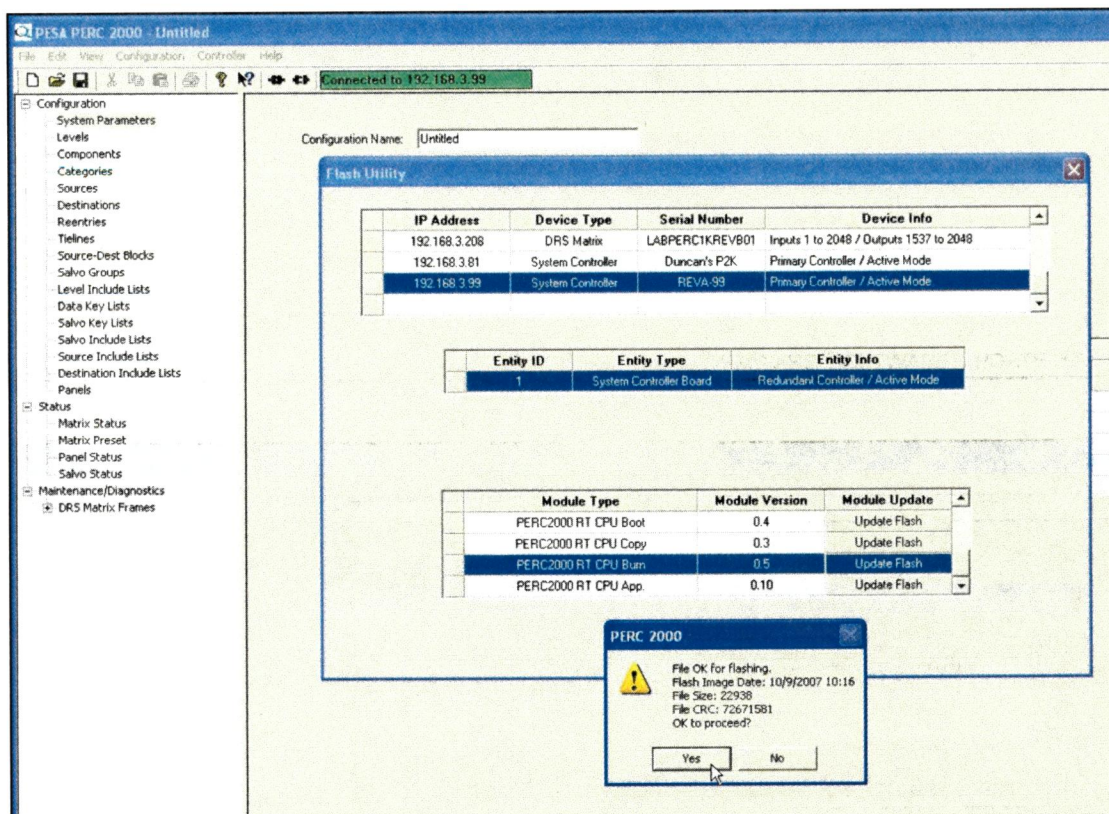 PESA PERC 2000 - Untitled
File Edit View Configuration Controller Help
Connected to 192.168.3.99
Configuration
System Parameters
Levels
Components
Categories
Sources
Destinations
Reentries
Tielines
Source-Dest Blocks
Salvo Groups
Level Include Lists
Data Key Lists
Salvo Key Lists
Salvo Include Lists
Source Include Lists
Destination Include Lists
Panels
Status
Matrix Status
Matrix Preset
Panel Status
Salvo Status
Maintenance/Diagnostics
DRS Matrix Frames
Configuration Name: Untitled
Flash Utility
IP Address Device Type Serial Number Device Info
192.168.3.208 DRS Matrix LABPERC1KREVB01 Inputs 1 to 2048 / Outputs 1537 to 2048
192.168.3.81 System Controller Duncan's P2K Primary Controller / Active Mode
192.168.3.99 System Controller REVA-99 Primary Controller / Active Mode
Entity ID Entity Type Entity Info
1 System Controller Board Redundant Controller / Active Mode
Module Type Module Version Module Update
PERC2000 RT CPU Boot 0.4 Update Flash
PERC2000 RT CPU Copy 0.3 Update Flash
PERC2000 RT CPU Burn 0.5 Update Flash
PERC2000 RT CPU App. 0.10 Update Flash
PERC 2000
File OK for flashing.
Flash Image Date: 10/9/2007 10:16
File Size: 22938
File CRC: 72671581
OK to proceed?
Yes No